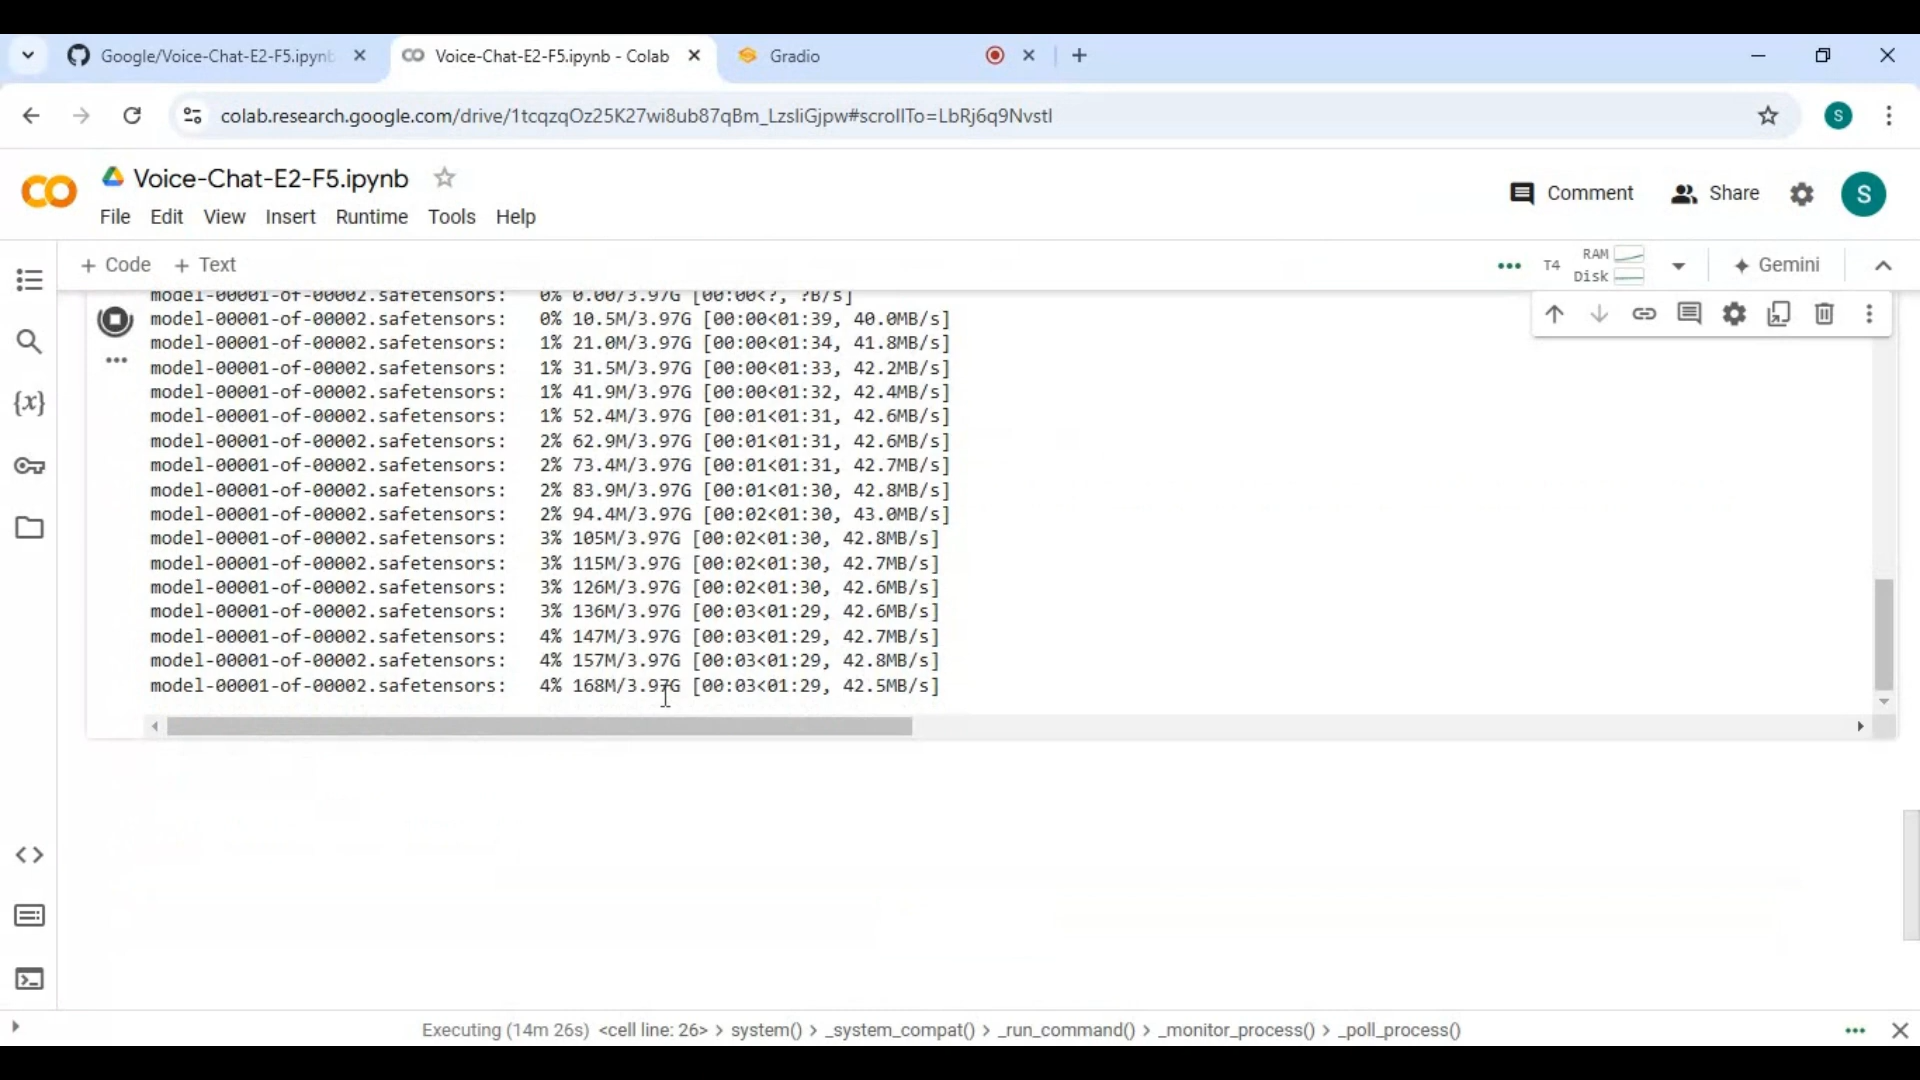 Google/Voice-Chat-E2-F5.ipynb
Voice-Chat-E2-F5.ipynb - Colab
Gradio
colab.research.google.com/drive/1tcqzqOz25K27wi8ub87qBm_LzsIiGjpw#scrollTo=LbRj6q9NvstI
S
Voice-Chat-E2-F5.ipynb
Comment
Share
S
File Edit View Insert Runtime Tools Help
+ Code + Text
T4
RAM
Disk
Gemini
model-00001-of-00002.safetensors: 0% 0.00/3.97G [00:00<?, ?B/s]
model-00001-of-00002.safetensors: 0% 10.5M/3.97G [00:00<01:39, 40.0MB/s]
model-00001-of-00002.safetensors: 1% 21.0M/3.97G [00:00<01:34, 41.8MB/s]
model-00001-of-00002.safetensors: 1% 31.5M/3.97G [00:00<01:33, 42.2MB/s]
model-00001-of-00002.safetensors: 1% 41.9M/3.97G [00:00<01:32, 42.4MB/s]
model-00001-of-00002.safetensors: 1% 52.4M/3.97G [00:01<01:31, 42.6MB/s]
model-00001-of-00002.safetensors: 2% 62.9M/3.97G [00:01<01:31, 42.6MB/s]
model-00001-of-00002.safetensors: 2% 73.4M/3.97G [00:01<01:31, 42.7MB/s]
model-00001-of-00002.safetensors: 2% 83.9M/3.97G [00:01<01:30, 42.8MB/s]
model-00001-of-00002.safetensors: 2% 94.4M/3.97G [00:02<01:30, 43.0MB/s]
model-00001-of-00002.safetensors: 3% 105M/3.97G [00:02<01:30, 42.8MB/s]
model-00001-of-00002.safetensors: 3% 115M/3.97G [00:02<01:30, 42.7MB/s]
model-00001-of-00002.safetensors: 3% 126M/3.97G [00:02<01:30, 42.6MB/s]
model-00001-of-00002.safetensors: 3% 136M/3.97G [00:03<01:29, 42.6MB/s]
model-00001-of-00002.safetensors: 4% 147M/3.97G [00:03<01:29, 42.7MB/s]
model-00001-of-00002.safetensors: 4% 157M/3.97G [00:03<01:29, 42.8MB/s]
model-00001-of-00002.safetensors: 4% 168M/3.97G [00:03<01:29, 42.5MB/s]
Executing (14m 26s) <cell line: 26> > system() > _system_compat() > _run_command() > _monitor_process() > _poll_process()